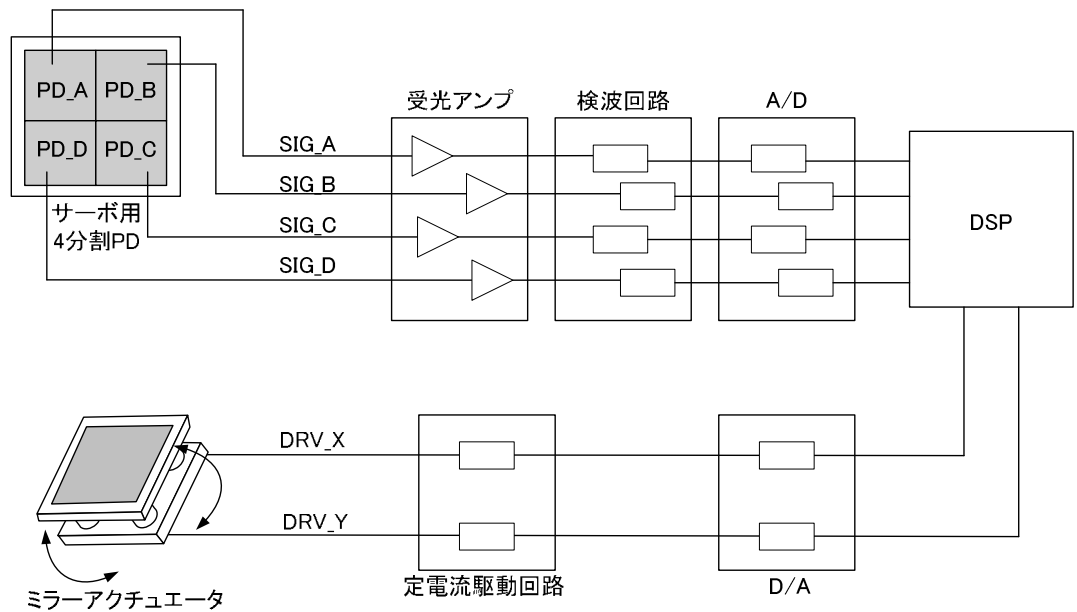 PD_A
PD_B
PD_D
PD_C
サーボ用
4分割PD
SIG_A
SIG_B
SIG_C
SIG_D
受光アンプ
検波回路
A/D
DSP
DRV_X
DRV_Y
ミラーアクチュエータ
定電流駆動回路
D/A